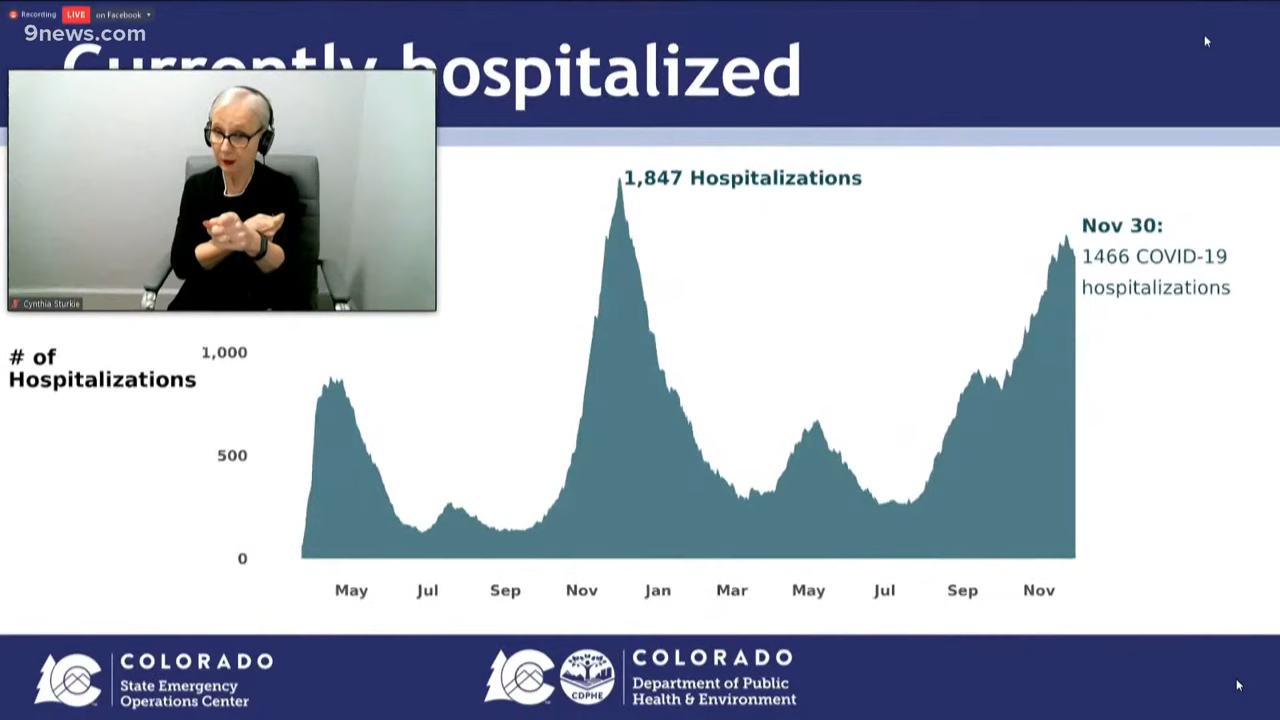 Recording
LIVE
on Facebook
9news.com
Currently hospitalized
Cynthia Sturkie
1,847 Hospitalizations
Nov 30:
1466 COVID-19
hospitalizations
# of
Hospitalizations
1,000
500
0
May Jul Sep Nov Jan Mar May Jul Sep Nov
COLORADO
State Emergency
Operations Center
CDPHE
COLORADO
Department of Public
Health & Environment